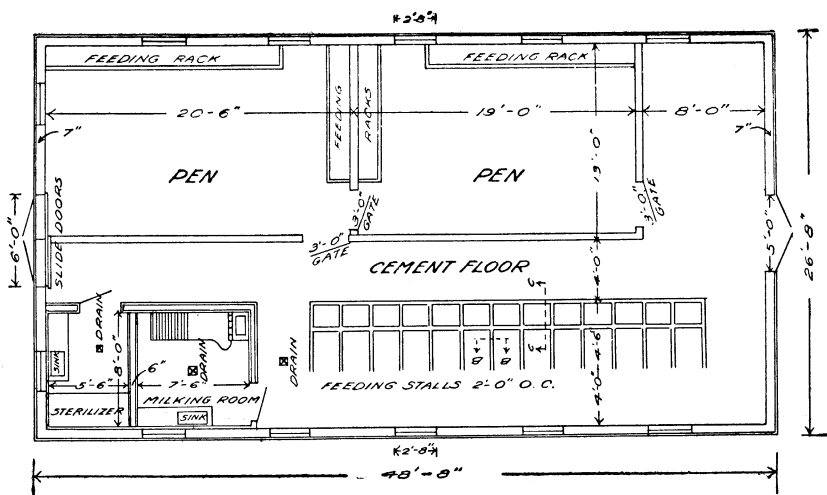 2'-8"
FEEDING RACK
FEEDING RACK
20-6"
19'-0"
8'-0"
7"
7"
FEEDING
RACKS
13'-0"
PEN
PEN
6'-0"
SLIDE DOORS
3'-0"
GATE
3'-0"
GATE
3'-0"
GATE
5'-0"
26'-8"
CEMENT FLOOR
4'-0"
C
C
DRAIN
8'-0"
SINK
6"
DRAIN
DRAIN
B
B
4'-6"
5'-6"
7'-6"
FEEDING STALLS 2'-0" O.C.
4'-0"
STERILIZER
MILKING ROOM
SINK
2'-8"
48'-8"